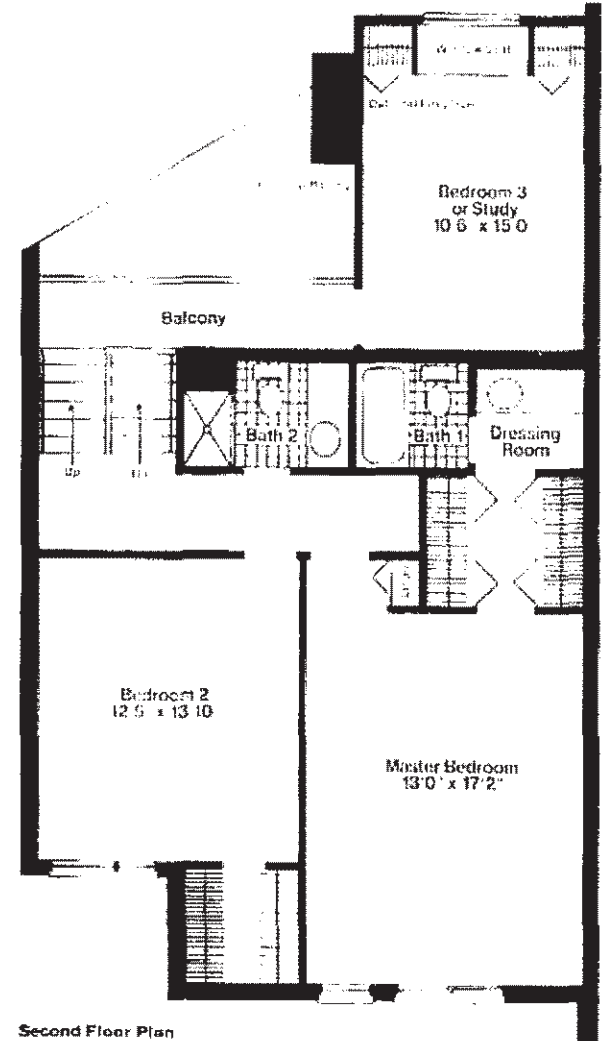 Bedroom 3
or Study
10'6" x 15'0"
Balcony
Bath 2
Bath 1
Dressing
Room
Up
Bedroom 2
12'6" x 13'10"
Master Bedroom
13'0" x 17'2"
Second Floor Plan